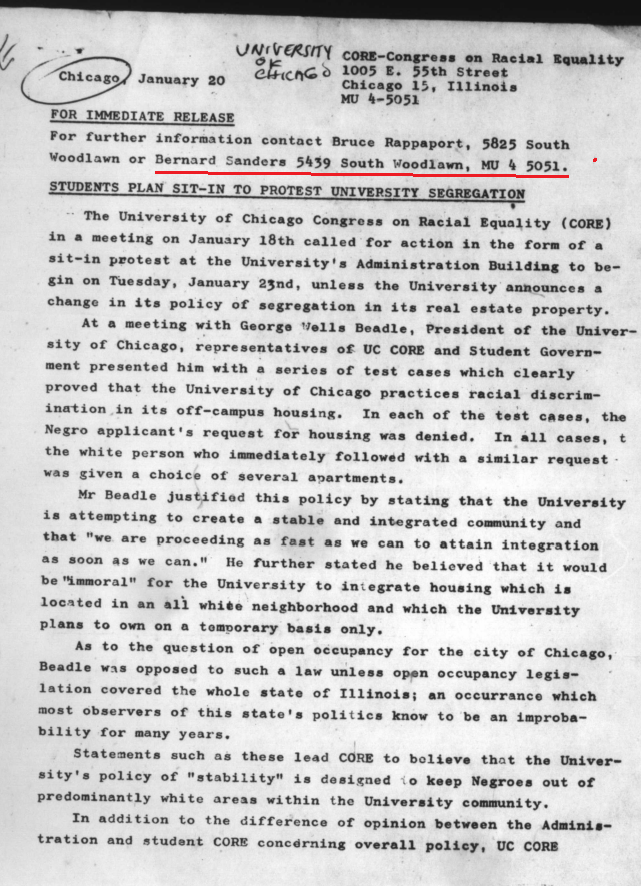 UNIVERSITY
OF
CHICAGO
CORE-Congress on Racial Equality
Chicago, January 20
1005 E. 55th Street
Chicago 15, Illinois
MU 4-5051
FOR IMMEDIATE RELEASE
For further information contact Bruce Rappaport, 5825 South
Woodlawn or Bernard Sanders 5439 South Woodlawn, MU 4 5051.
STUDENTS PLAN SIT-IN TO PROTEST UNIVERSITY SEGREGATION
The University of Chicago Congress on Racial Equality (CORE)
in a meeting on January 18th called for action in the form of a
sit-in protest at the University's Administration Building to be-
gin on Tuesday, January 23nd, unless the University announces a
change in its policy of segregation in its real estate property.
At a meeting with George Wells Beadle, President of the Univer-
sity of Chicago, representatives of UC CORE and Student Govern-
ment presented him with a series of test cases which clearly
proved that the University of Chicago practices racial discrim-
ination in its off-campus housing. In each of the test cases, the
Negro applicant's request for housing was denied. In all cases, t
the white person who immediately followed with a similar request
was given a choice of several apartments.
Mr Beadle justified this policy by stating that the University
is attempting to create a stable and integrated community and
that "we are proceeding as fast as we can to attain integration
as soon as we can." He further stated he believed that it would
be "immoral" for the University to integrate housing which is
located in an all white neighborhood and which the University
plans to own on a temporary basis only.
As to the question of open occupancy for the city of Chicago,
Beadle was opposed to such a law unless open occupancy legis-
lation covered the whole state of Illinois; an occurrance which
most observers of this state's politics know to be an improba-
bility for many years.
Statements such as these lead CORE to believe that the Univer-
sity's policy of "stability" is designed to keep Negroes out of
predominantly white areas within the University community.
In addition to the difference of opinion between the Adminis-
tration and student CORE concerning overall policy, UC CORE